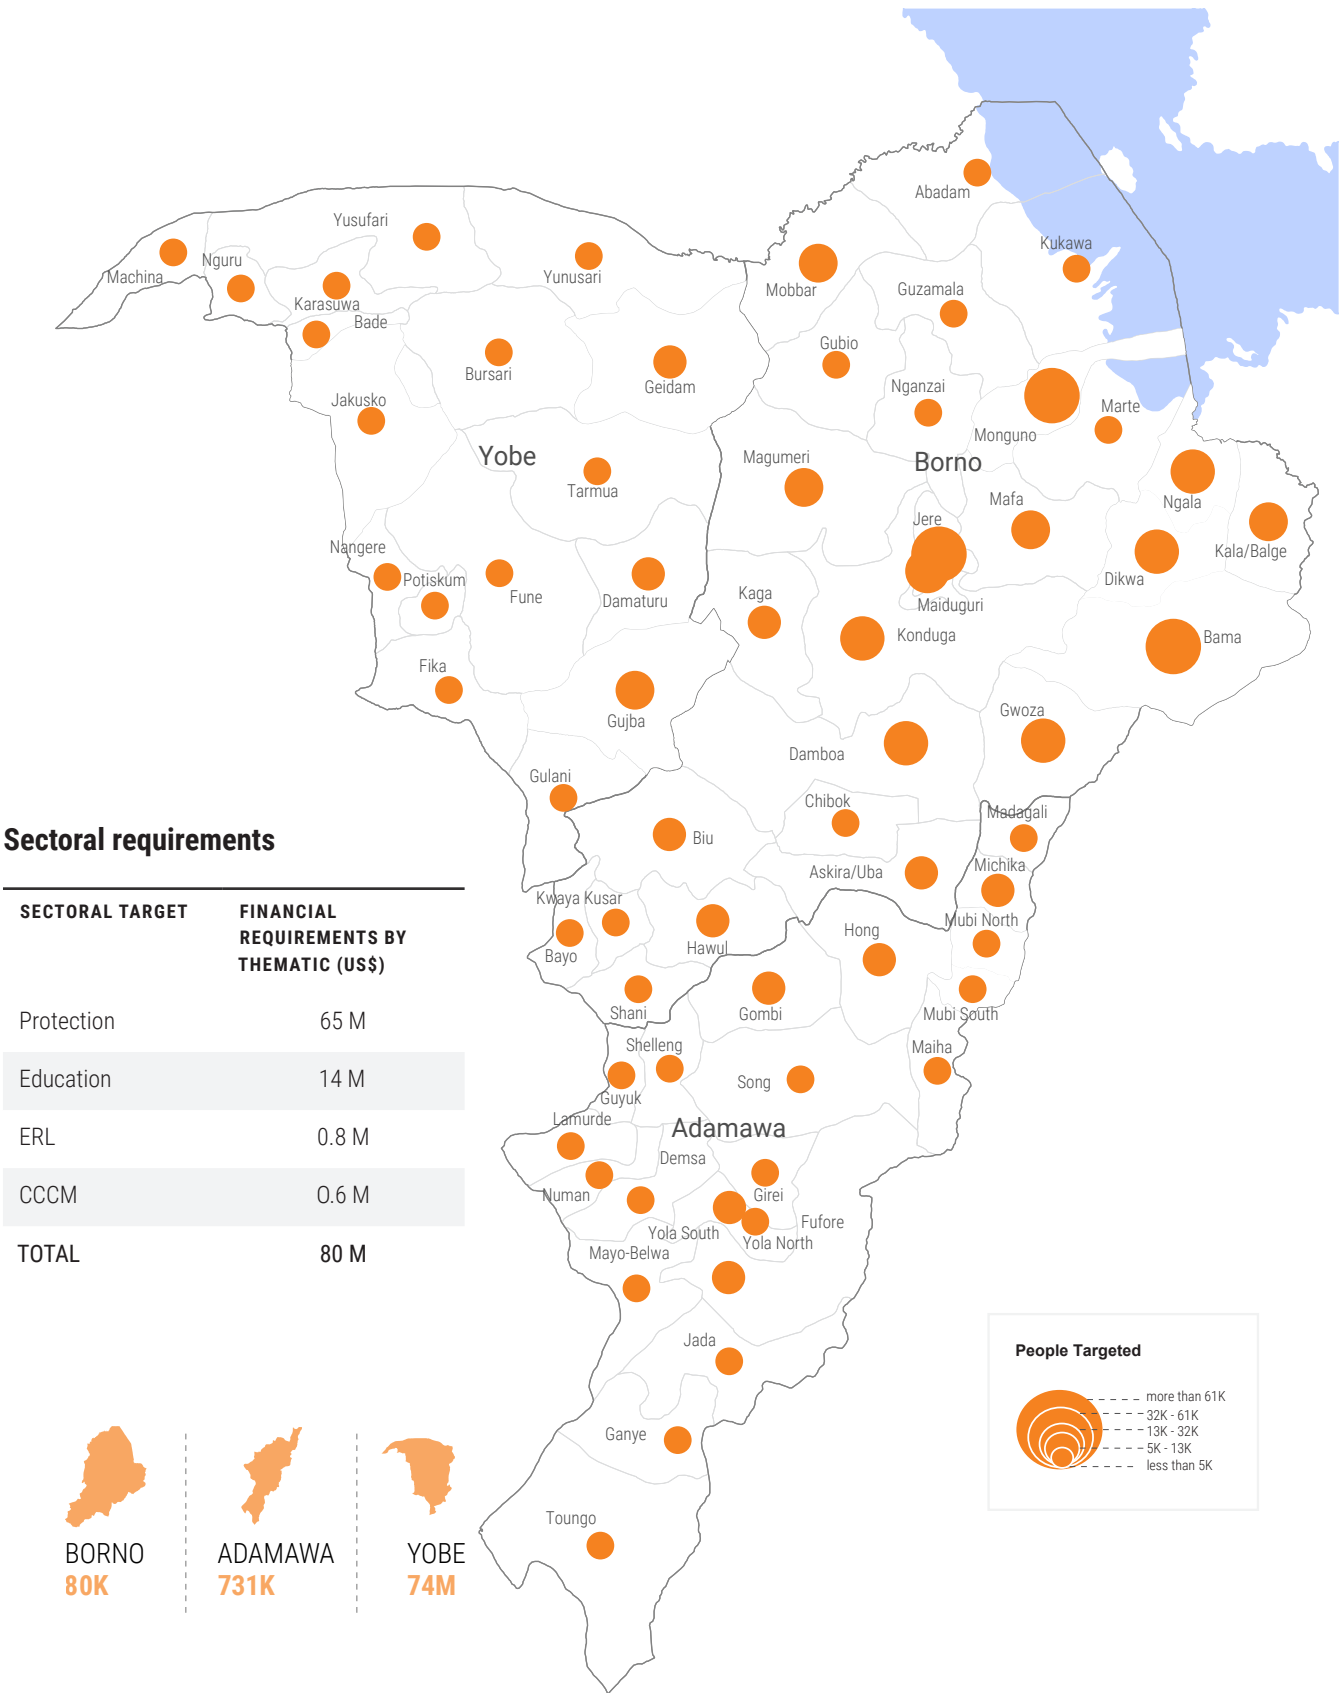 Abadam
Kukawa
Yusufari
Nguru
Machina
Yunusari
Mobbar
Guzamala
Karasuwa
Bade
Gubio
Bursari
Geidam
Nganzai
Jakusko
Marte
Monguno
Yobe
Magumeri
Borno
Tarmua
Mafa
Ngala
Jere
Nangere
Kala/Balge
Potiskum
Dikwa
Fune
Damaturu
Kaga
Maiduguri
Konduga
Bama
Fika
Gujba
Gwoza
Damboa
Gulani
Chibok
Madagali
Biu
Michika
Askira/Uba
Kwaya Kusar
Mubi North
Hong
Hawul
Bayo
Shani
Gombi
Mubi South
Shelleng
Maiha
Song
Guyuk
Lamurde
Adamawa
Demsa
Numan
Girei
Fufore
Yola South
Yola North
Mayo-Belwa
Jada
Ganye
Toungo
Sectoral requirements
SECTORAL TARGET
FINANCIAL
REQUIREMENTS BY
THEMATIC (US$)
Protection 65 M
Education 14 M
ERL 0.8 M
CCCM O.6 M
TOTAL 80 M
BORNO
80K
ADAMAWA
731K
YOBE
74M
People Targeted
more than 61K
32K - 61K
13K - 32K
5K - 13K
less than 5K